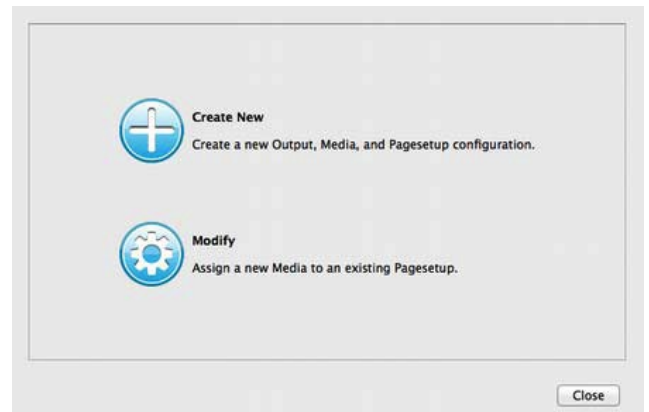 Create New
Create a new Output, Media, and Pagesetup configuration.
Modify
Assign a new Media to an existing Pagesetup.
Close